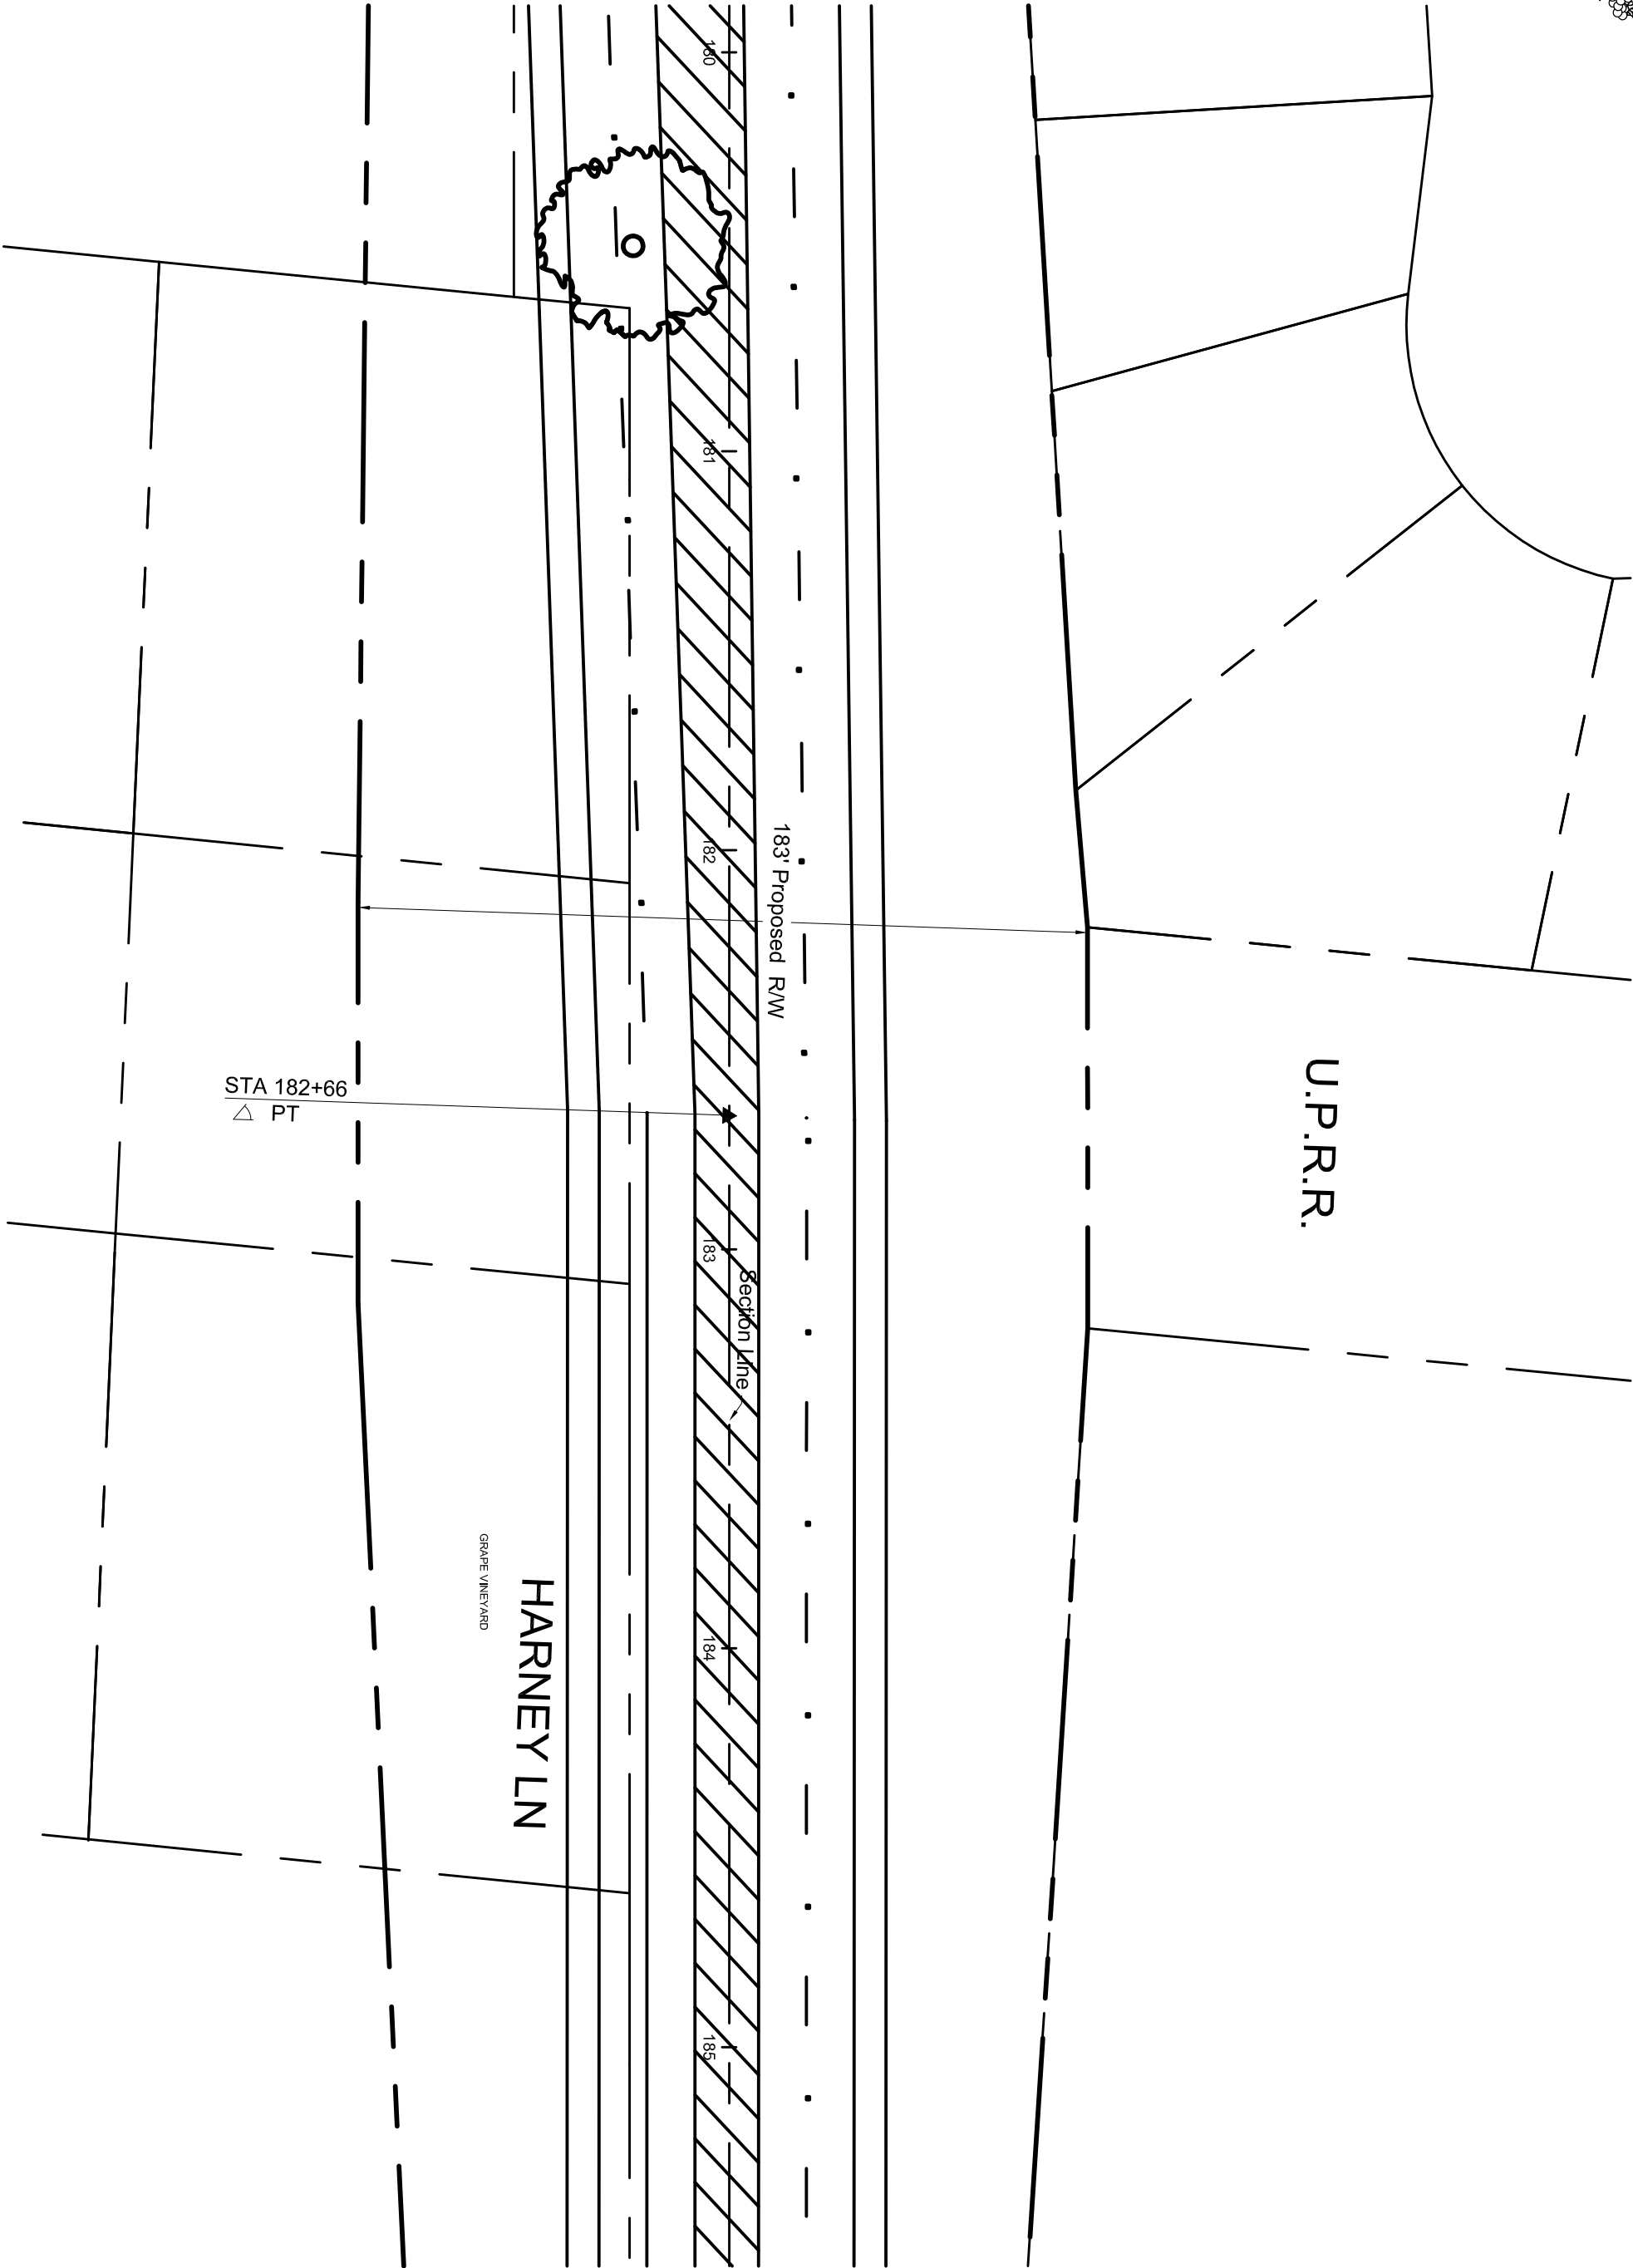 180
181
182
183' Proposed R/W
STA 182+66
PT
U.P.R.R.
183
Section Line
GRAPE VINEYARD
HARNEY LN
184
185